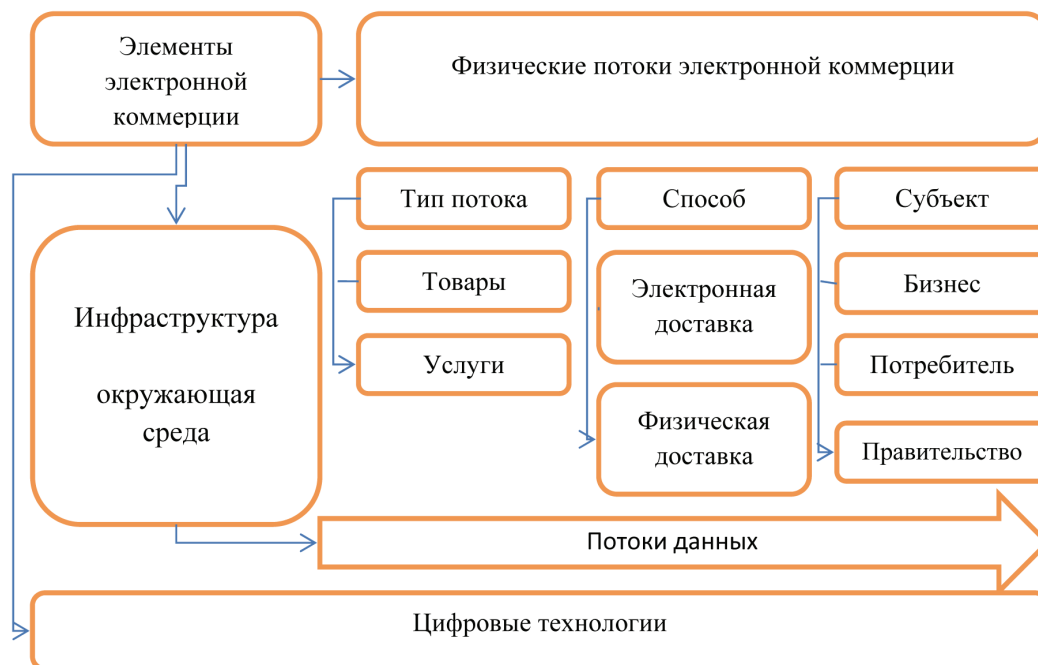 Элементы
электронной
коммерции
Физические потоки электронной коммерции
Тип потока
Способ
Субъект
Инфраструктура
окружающая
среда
Товары
Услуги
Электронная
доставка
Физическая
доставка
Бизнес
Потребитель
Правительство
Потоки данных
Цифровые технологии